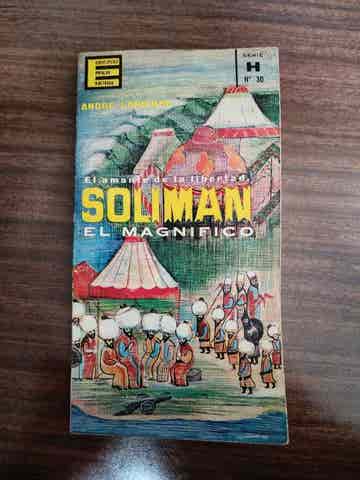 SERIE
H
Nº 30
ANDRE
El amante de la libertad
SOLIMAN
EL MAGNIFICO